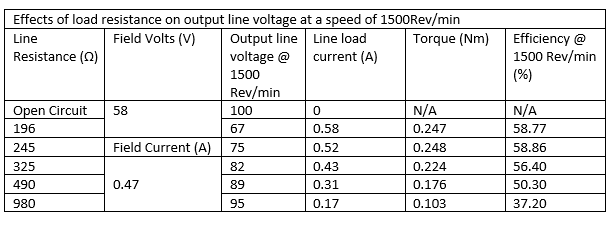 Effects of load resistance on output line voltage at a speed of 1500Rev/min
Line Resistance (Ω) Field Volts (V) Output line voltage @ 1500 Rev/min Line load current (A) Torque (Nm) Efficiency @ 1500 Rev/min (%)
Open Circuit 58 100 0 N/A N/A
196 67 0.58 0.247 58.77
245 Field Current (A) 75 0.52 0.248 58.86
325 82 0.43 0.224 56.40
490 0.47 89 0.31 0.176 50.30
980 95 0.17 0.103 37.20